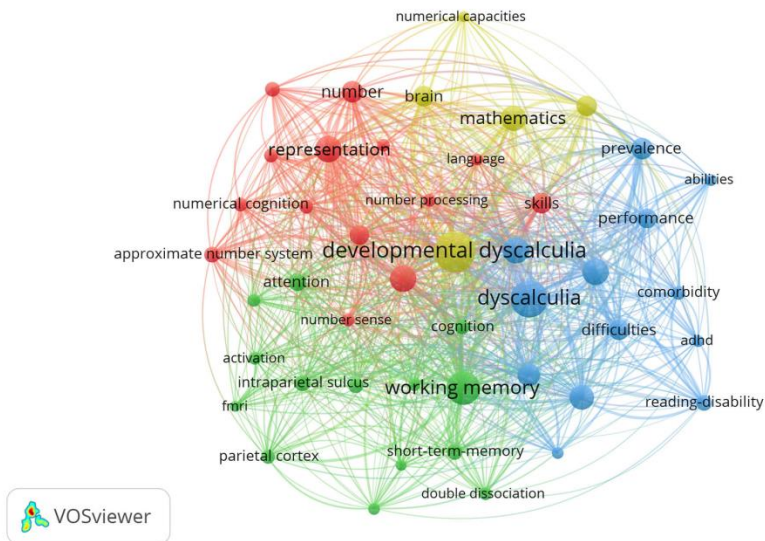 numerical capacities
number
brain
mathematics
representation
language
prevalence
abilities
numerical cognition
number processing
skills
performance
approximate number system
developmental dyscalculia
attention
dyscalculia
comorbidity
number sense
cognition
difficulties
adhd
activation
intraparietal sulcus
working memory
fmri
reading-disability
parietal cortex
short-term-memory
double dissociation
VOSviewer